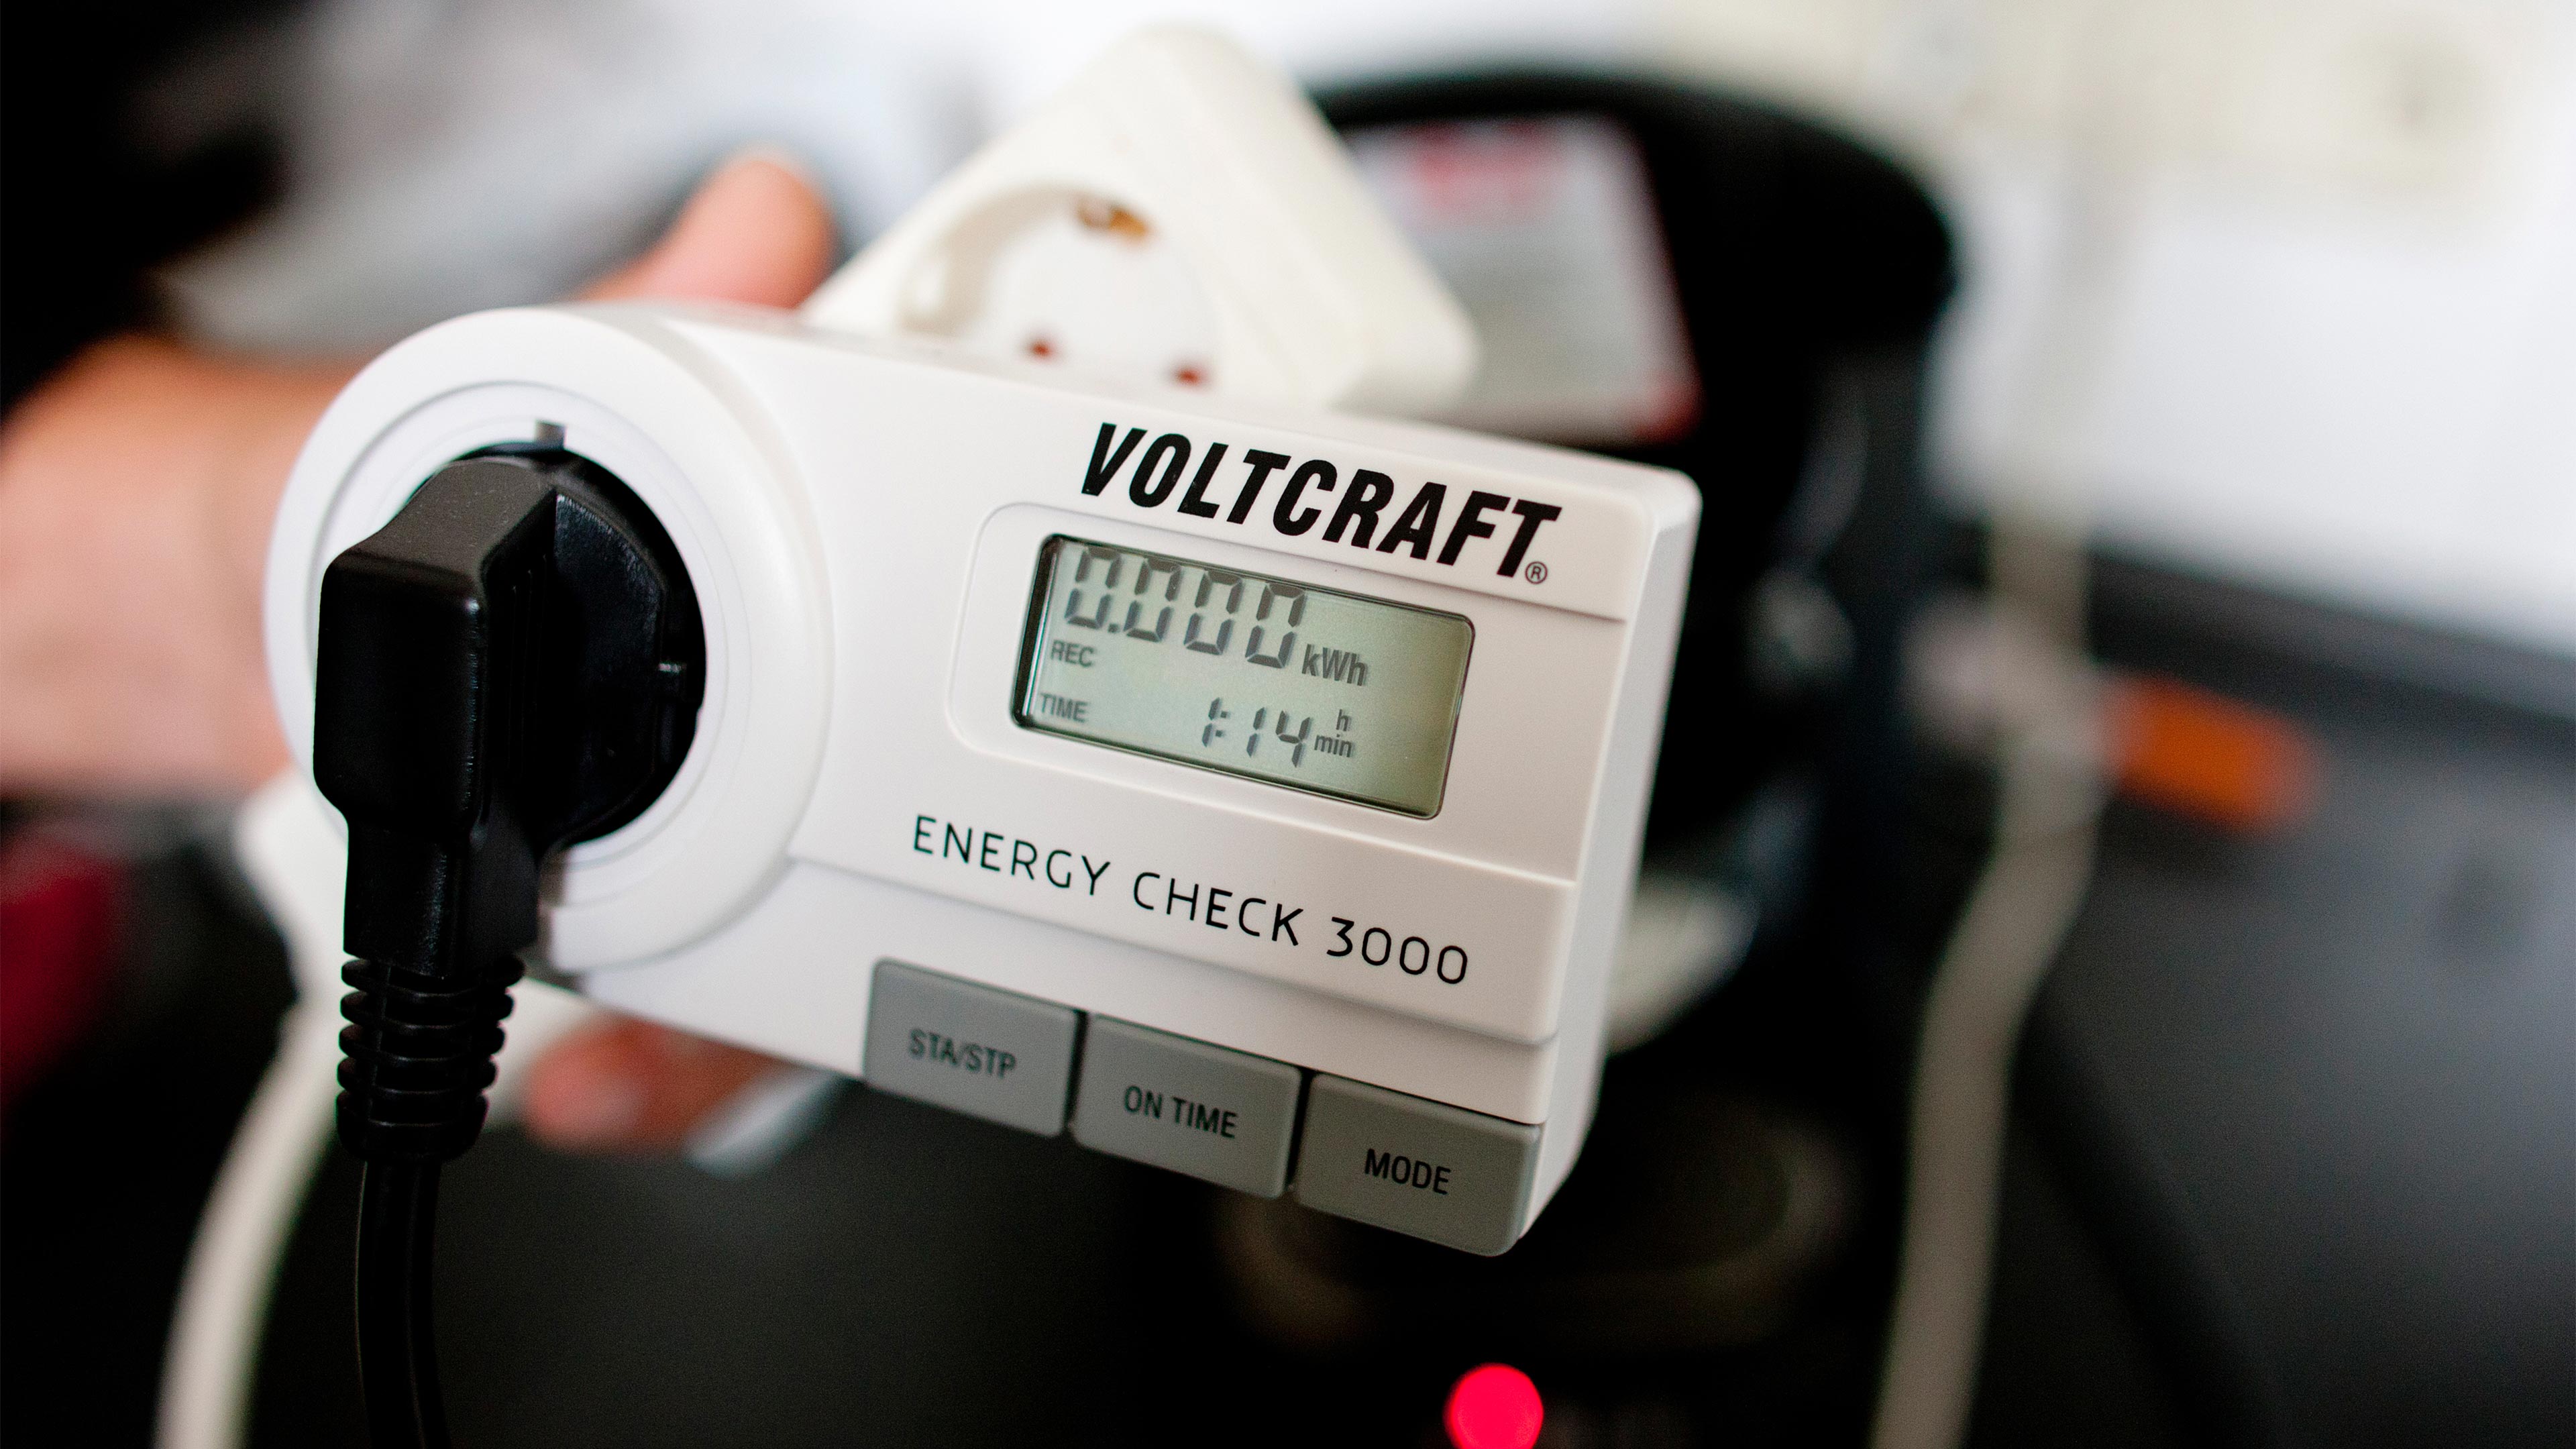 VOLTCRAFT®
0.000 kWh
REC
TIME 1:14 h min
ENERGY CHECK 3000
STA/STP ON TIME MODE